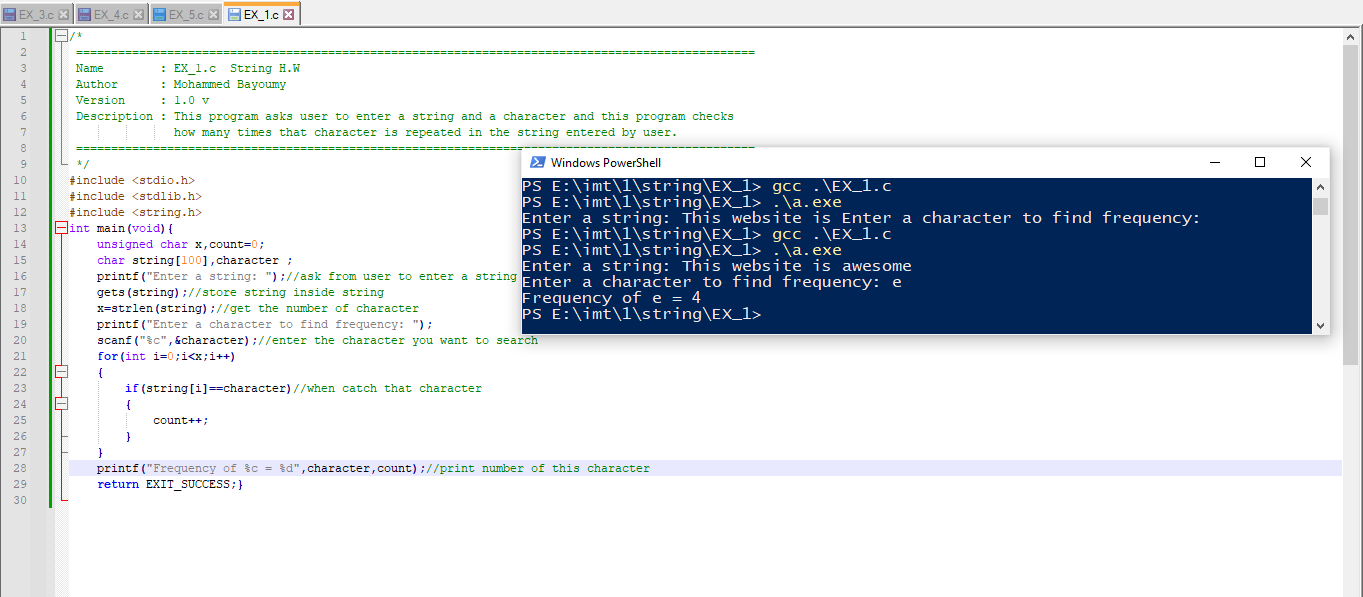 EX_3.c EX_4.c EX_5.c EX_1.c
1 /*
2 =================================================================================================
3 Name : EX_1.c String H.W
4 Author : Mohammed Bayoumy
5 Version : 1.0 v
6 Description : This program asks user to enter a string and a character and this program checks
7 how many times that character is repeated in the string entered by user.
8 =================================================================================================
9 */
10 #include <stdio.h>
11 #include <stdlib.h>
12 #include <string.h>
13 int main(void){
14 unsigned char x,count=0;
15 char string[100],character ;
16 printf("Enter a string: ");//ask from user to enter a string
17 gets(string);//store string inside string
18 x=strlen(string);//get the number of character
19 printf("Enter a character to find frequency: ");
20 scanf("%c",&character);//enter the character you want to search
21 for(int i=0;i<x;i++)
22 {
23 if(string[i]==character)//when catch that character
24 {
25 count++;
26 }
27 }
28 printf("Frequency of %c = %d",character,count);//print number of this character
29 return EXIT_SUCCESS;}
30
Windows PowerShell
PS E:\imt\1\string\EX_1> gcc .\EX_1.c
PS E:\imt\1\string\EX_1> .\a.exe
Enter a string: This website is Enter a character to find frequency:
PS E:\imt\1\string\EX_1> gcc .\EX_1.c
PS E:\imt\1\string\EX_1> .\a.exe
Enter a string: This website is awesome
Enter a character to find frequency: e
Frequency of e = 4
PS E:\imt\1\string\EX_1>